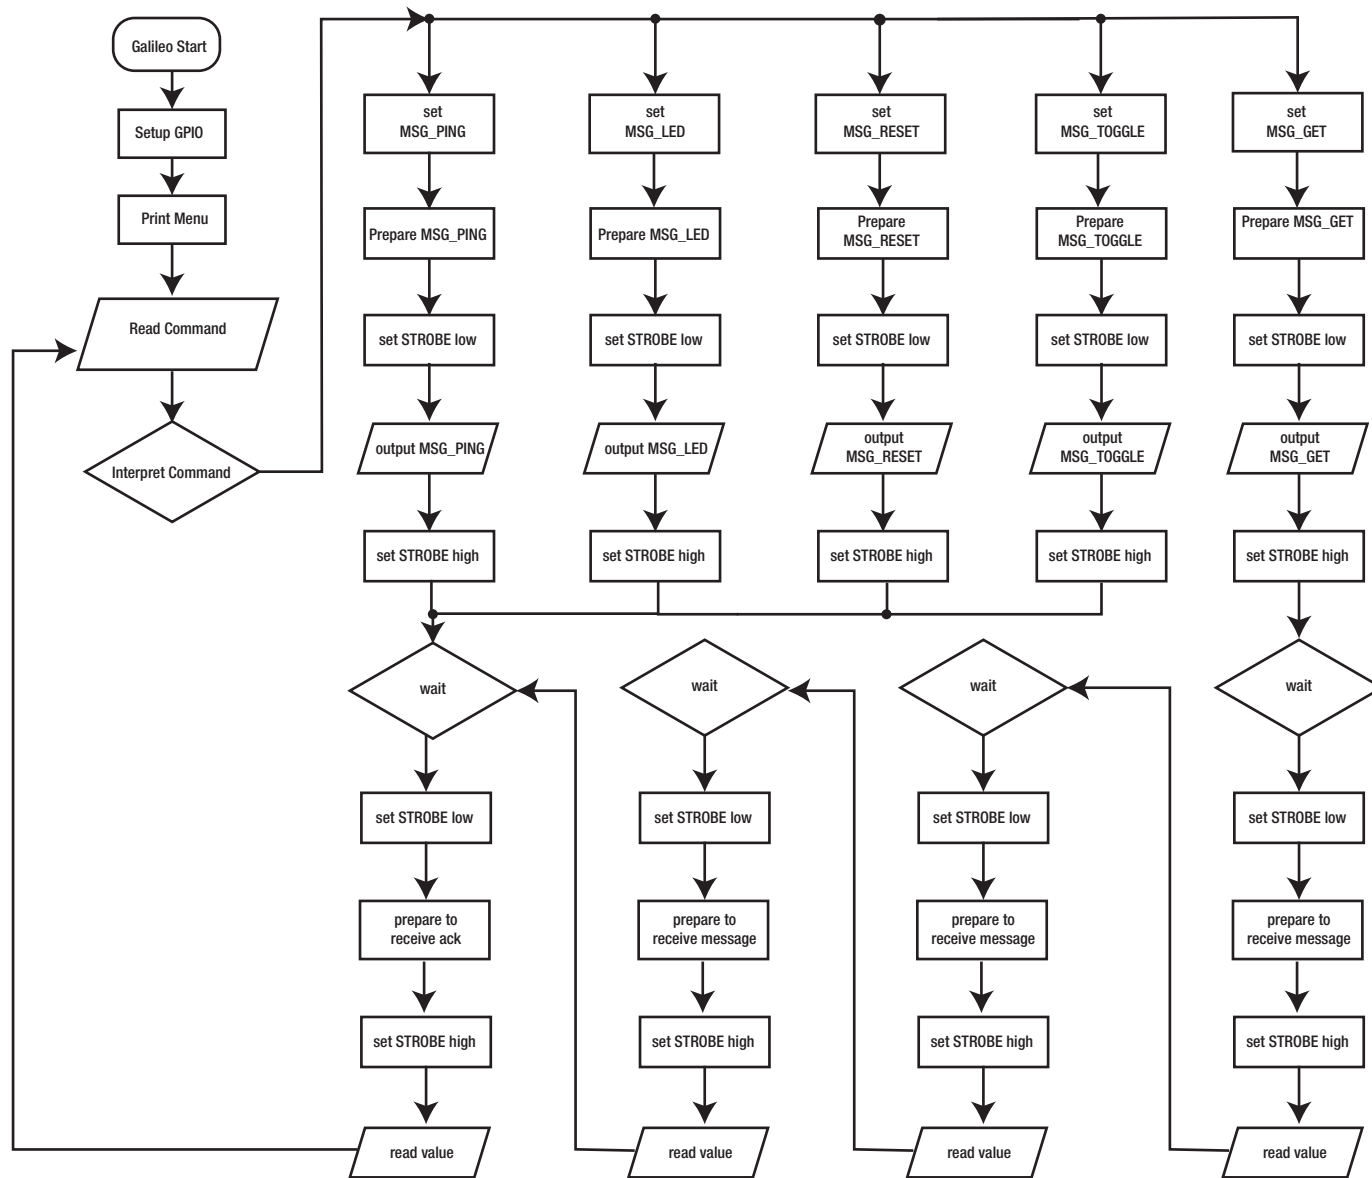 Galileo Start
Setup GPIO
Print Menu
Read Command
Interpret Command
set
MSG_PING
Prepare MSG_PING
set STROBE low
output MSG_PING
set STROBE high
set
MSG_LED
Prepare MSG_LED
set STROBE low
output MSG_LED
set STROBE high
set
MSG_RESET
Prepare
MSG_RESET
set STROBE low
output
MSG_RESET
set STROBE high
set
MSG_TOGGLE
Prepare
MSG_TOGGLE
set STROBE low
output
MSG_TOGGLE
set STROBE high
set
MSG_GET
Prepare MSG_GET
set STROBE low
output
MSG_GET
set STROBE high
wait
set STROBE low
prepare to
receive message
set STROBE high
read value
wait
set STROBE low
prepare to
receive message
set STROBE high
read value
wait
set STROBE low
prepare to
receive message
set STROBE high
read value
wait
set STROBE low
prepare to
receive ack
set STROBE high
read value